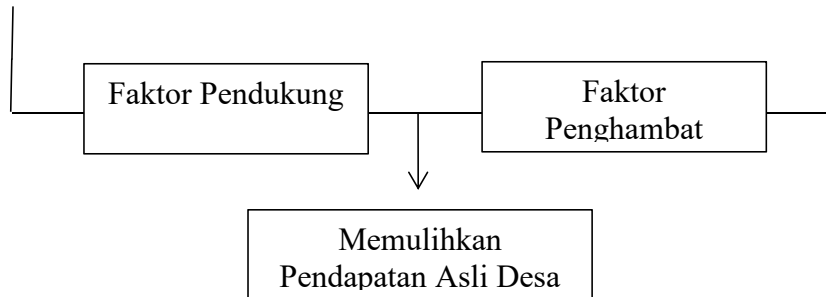 Faktor Pendukung
Faktor
Penghambat
Memulihkan
Pendapatan Asli Desa